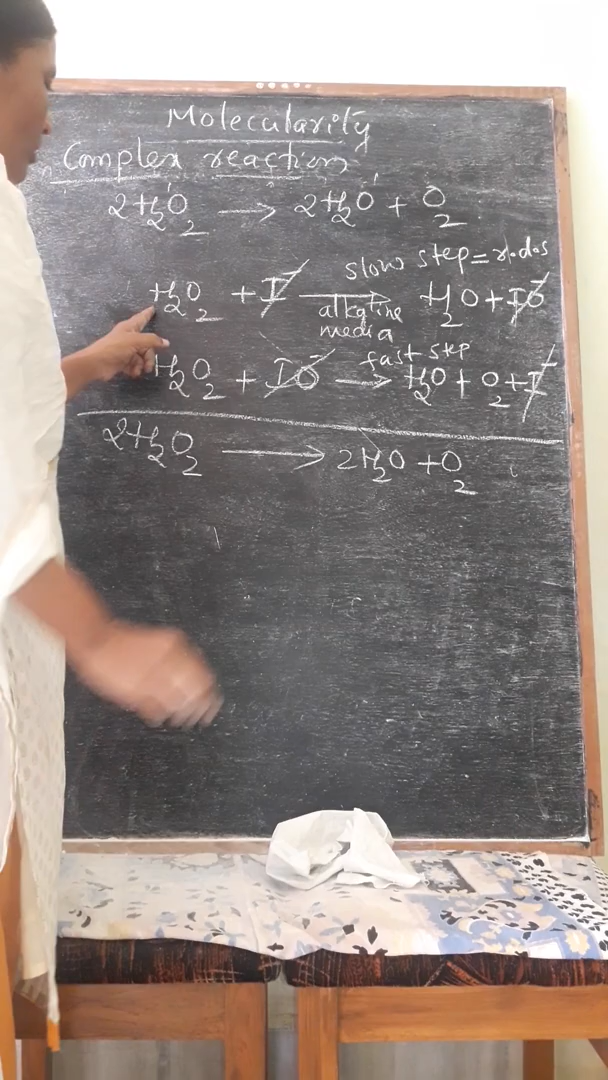 Molecularity
Complex reaction
2H₂O₂ → 2H₂O + O₂
slow step = r.d.s
H₂O₂ + I⁻ → H₂O + IO⁻
alkaline media
fast step
H₂O₂ + IO⁻ → H₂O + O₂ + I⁻
2H₂O₂ → 2H₂O + O₂